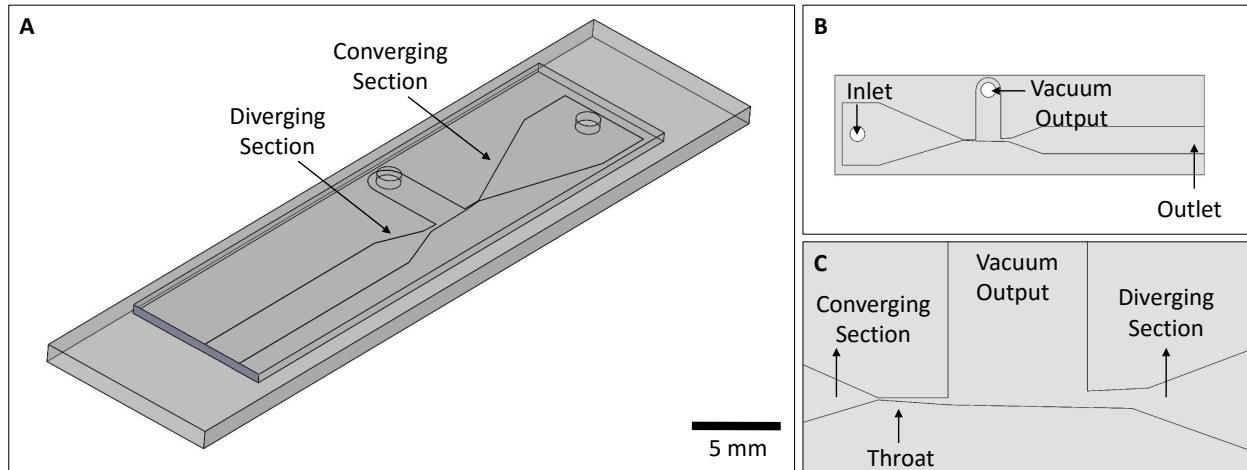 A
Converging
Section
Diverging
Section
5 mm
B
Inlet
Vacuum
Output
Outlet
C
Vacuum
Output
Converging
Section
Diverging
Section
Throat